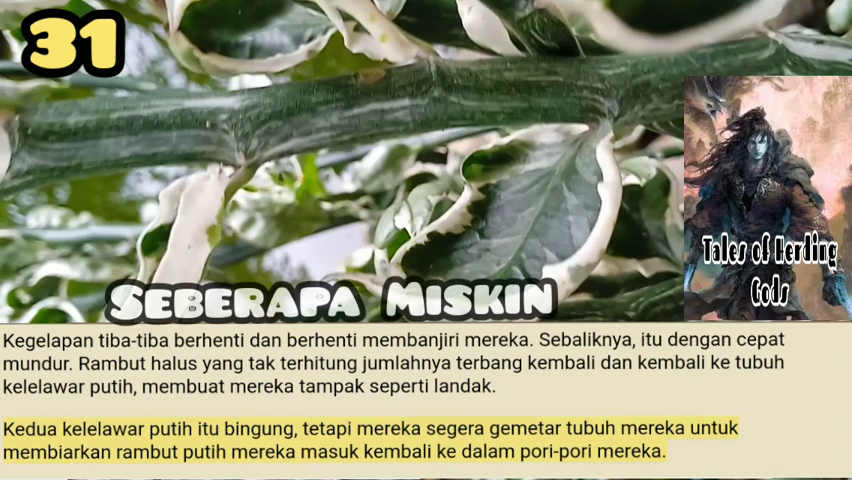 31
Tales of Herding
Gods
Seberapa Miskin
Kegelapan tiba-tiba berhenti dan berhenti membanjiri mereka. Sebaliknya, itu dengan cepat
mundur. Rambut halus yang tak terhitung jumlahnya terbang kembali dan kembali ke tubuh
kelelawar putih, membuat mereka tampak seperti landak.
Kedua kelelawar putih itu bingung, tetapi mereka segera gemetar tubuh mereka untuk
membiarkan rambut putih mereka masuk kembali ke dalam pori-pori mereka.